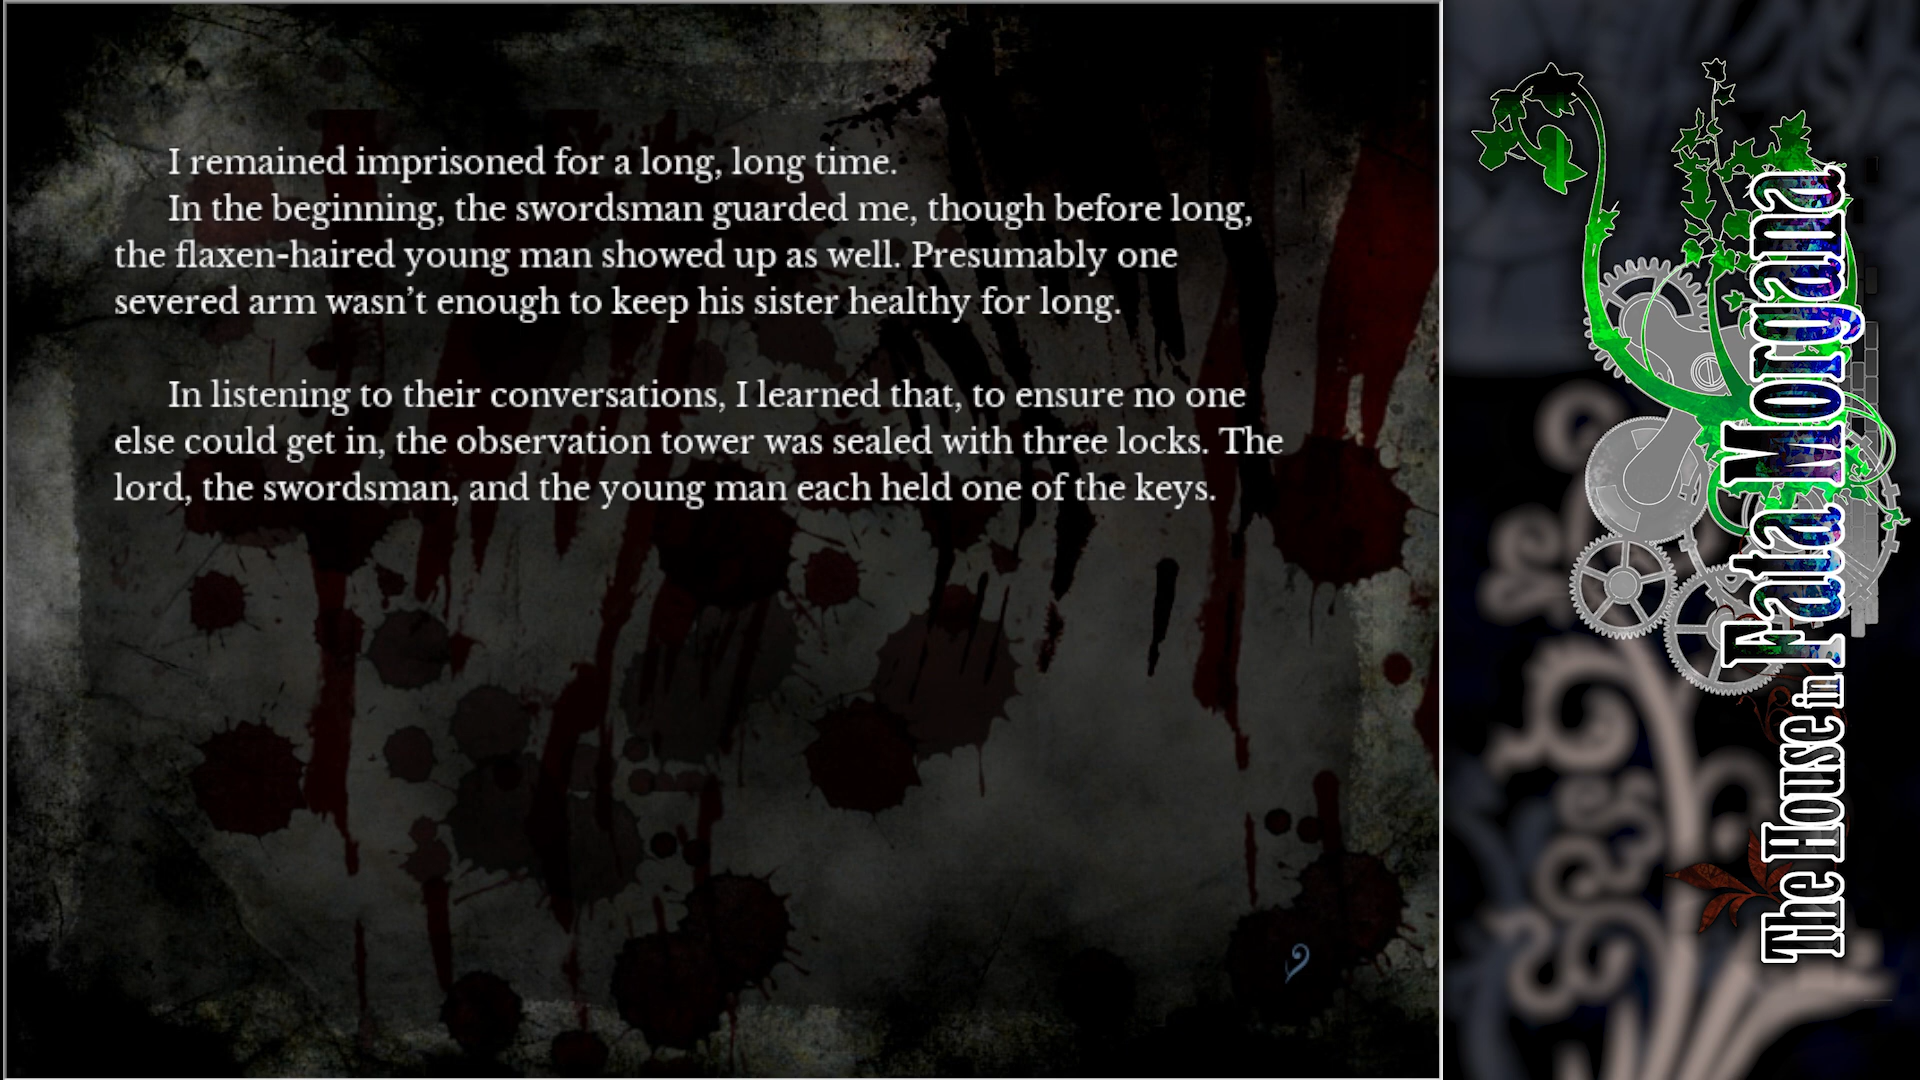 I remained imprisoned for a long, long time.
In the beginning, the swordsman guarded me, though before long,
the flaxen-haired young man showed up as well. Presumably one
severed arm wasn’t enough to keep his sister healthy for long.
In listening to their conversations, I learned that, to ensure no one
else could get in, the observation tower was sealed with three locks. The
lord, the swordsman, and the young man each held one of the keys.
The House in Fata Morgana